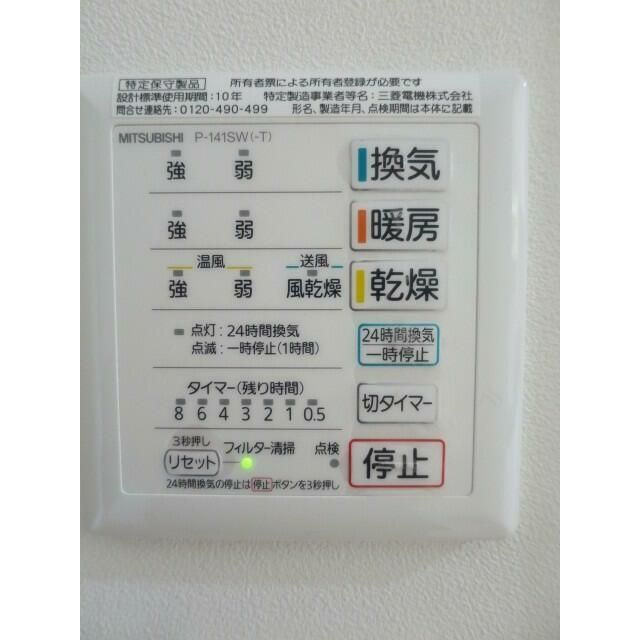 特定保守製品 所有者票による所有者登録が必要です
設計標準使用期間:10年 特定製造事業者等名:三菱電機株式会社
問合せ連絡先:0120-490-499 形名、製造年月、点検期間は本体に記載
MITSUBISHI P-141SW(-T)
強 弱 換気
強 弱 暖房
温風 送風
強 弱 風乾燥 乾燥
点灯:24時間換気
点滅:一時停止(1時間)
24時間換気
一時停止
タイマー(残り時間)
8 6 4 3 2 1 0.5
切タイマー
3秒押し フィルター清掃 点検
リセット
停止
24時間換気の停止は停止ボタンを3秒押し